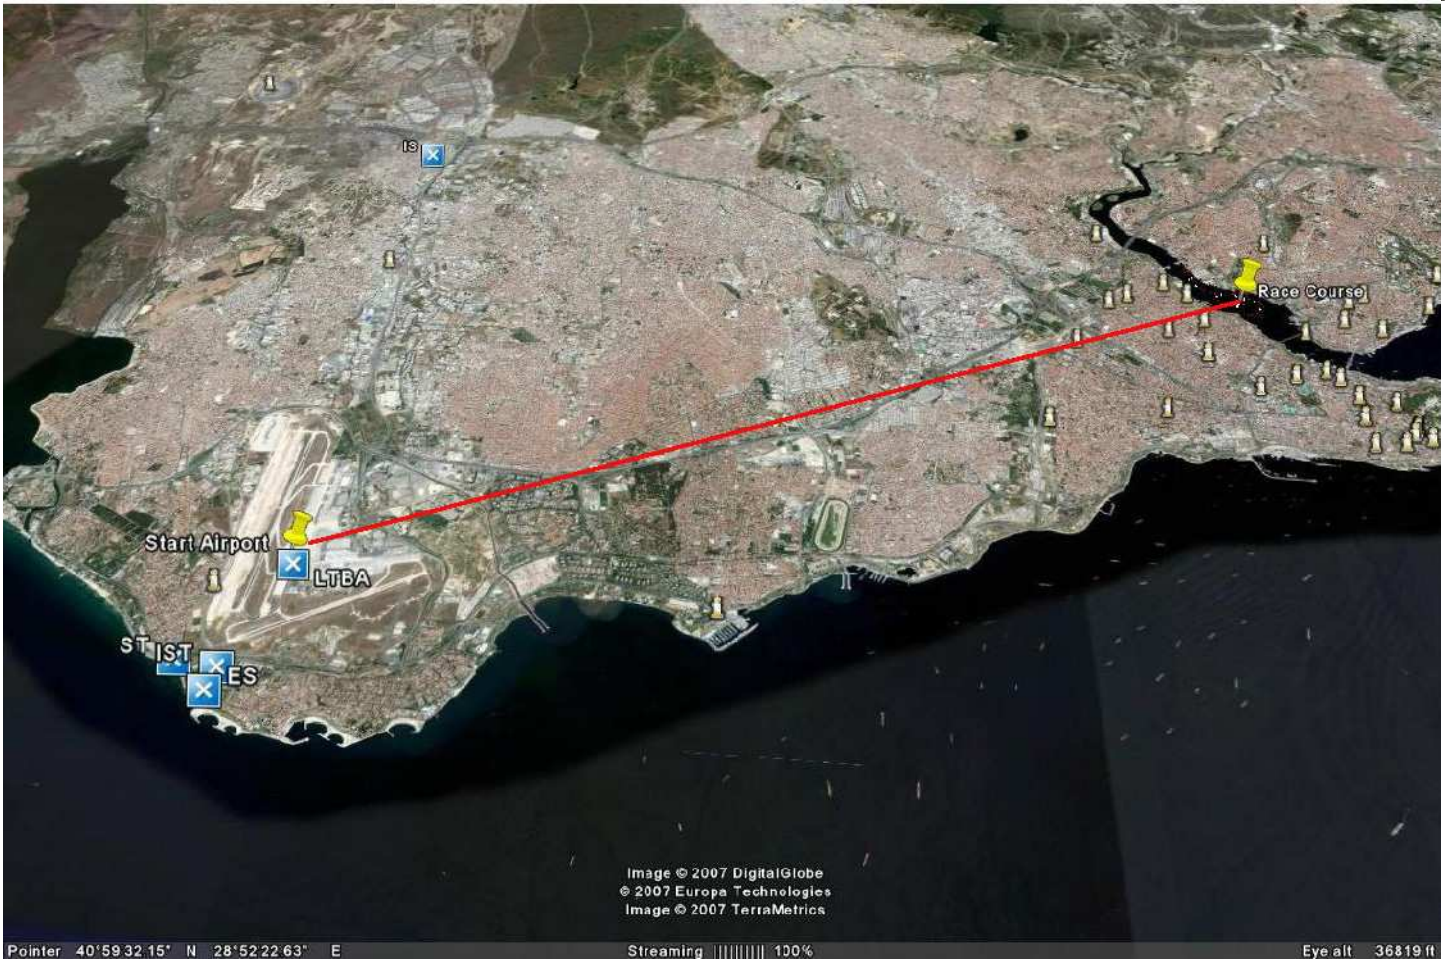 IS
Race Course
Start Airport
LTBA
ST IST
ES
Image © 2007 DigitalGlobe
© 2007 Europa Technologies
Image © 2007 TerraMetrics
Pointer 40°59'32.15" N 28°52'22.63" E Streaming |||||||||| 100% Eye alt 36819 ft